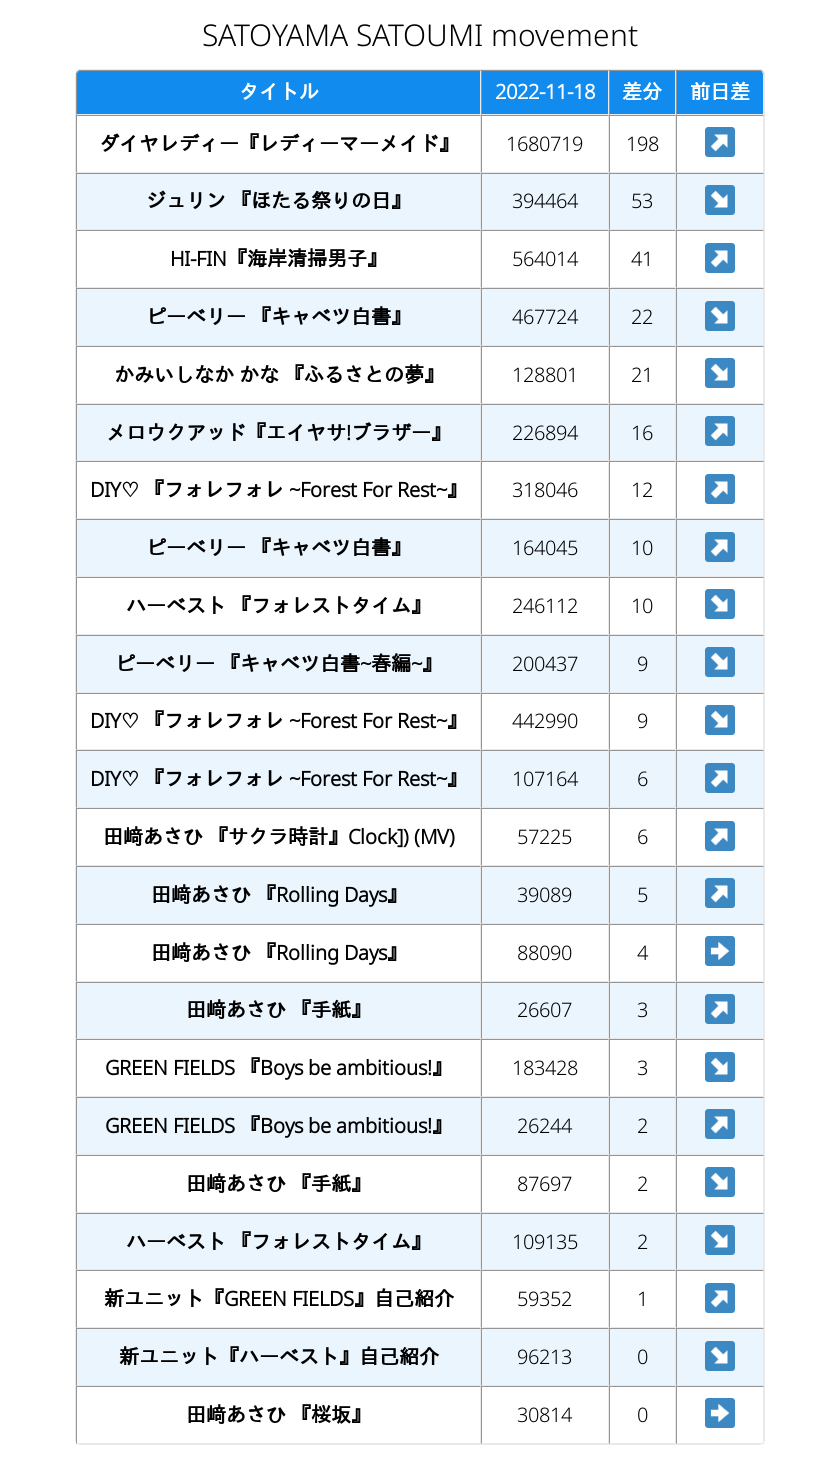 SATOYAMA SATOUMI movement
タイトル 2022-11-18 差分 前日差
ダイヤレディー『レディーマーメイド』 1680719 198 ↗
ジュリン 『ほたる祭りの日』 394464 53 ↘
HI-FIN『海岸清掃男子』 564014 41 ↗
ピーベリー 『キャベツ白書』 467724 22 ↘
かみいしなか かな 『ふるさとの夢』 128801 21 ↘
メロウクアッド『エイヤサ!ブラザー』 226894 16 ↗
DIY♡ 『フォレフォレ ~Forest For Rest~』 318046 12 ↗
ピーベリー 『キャベツ白書』 164045 10 ↗
ハーベスト 『フォレストタイム』 246112 10 ↘
ピーベリー 『キャベツ白書~春編~』 200437 9 ↘
DIY♡ 『フォレフォレ ~Forest For Rest~』 442990 9 ↘
DIY♡ 『フォレフォレ ~Forest For Rest~』 107164 6 ↗
田﨑あさひ 『サクラ時計』Clock]) (MV) 57225 6 ↗
田﨑あさひ 『Rolling Days』 39089 5 ↗
田﨑あさひ 『Rolling Days』 88090 4 ➡
田﨑あさひ 『手紙』 26607 3 ↗
GREEN FIELDS 『Boys be ambitious!』 183428 3 ↘
GREEN FIELDS 『Boys be ambitious!』 26244 2 ↗
田﨑あさひ 『手紙』 87697 2 ↘
ハーベスト 『フォレストタイム』 109135 2 ↘
新ユニット『GREEN FIELDS』自己紹介 59352 1 ↗
新ユニット『ハーベスト』自己紹介 96213 0 ↘
田﨑あさひ 『桜坂』 30814 0 ➡